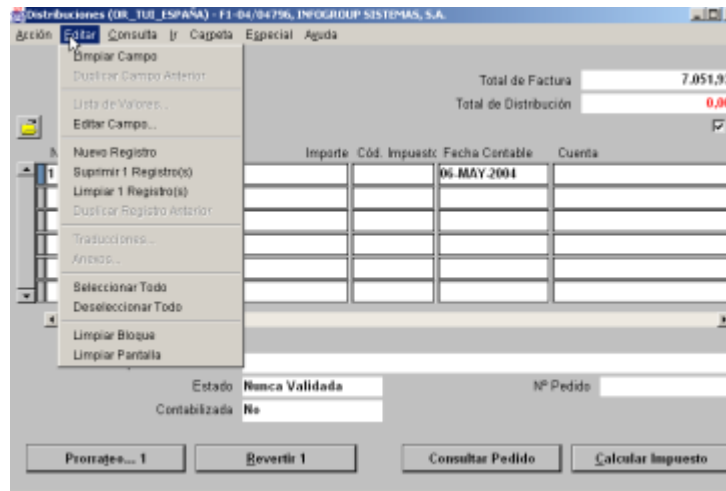 Distribuciones (OR_TUI_ESPAÑA) - F1-04/04796, INFOGROUP SISTEMAS, S.A.
Acción Editar Consulta Ir Carpeta Especial Ayuda
Limpiar Campo
Duplicar Campo Anterior
Lista de Valores...
Editar Campo...
Nuevo Registro
Suprimir 1 Registro(s)
Limpiar 1 Registro(s)
Duplicar Registro Anterior
Traducciones...
Anexos...
Seleccionar Todo
Deseleccionar Todo
Limpiar Bloque
Limpiar Pantalla
Total de Factura 7.051,9
Total de Distribución 0,0
N Importe Cód. Impuesto Fecha Contable Cuenta
1 06-MAY-2004
Estado Nunca Validada Nº Pedido
Contabilizada No
Prorrateo... 1 Revertir 1 Consultar Pedido Calcular Impuesto